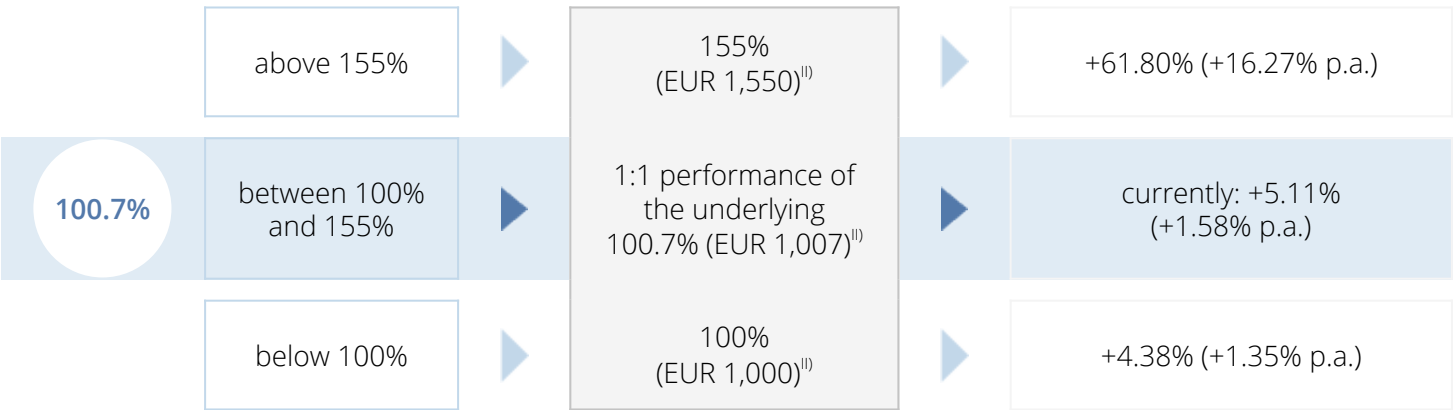 above 155%
155%
(EUR 1,550)II)
+61.80% (+16.27% p.a.)
100.7%
between 100%
and 155%
1:1 performance of
the underlying
100.7% (EUR 1,007)II)
currently: +5.11%
(+1.58% p.a.)
below 100%
100%
(EUR 1,000)II)
+4.38% (+1.35% p.a.)